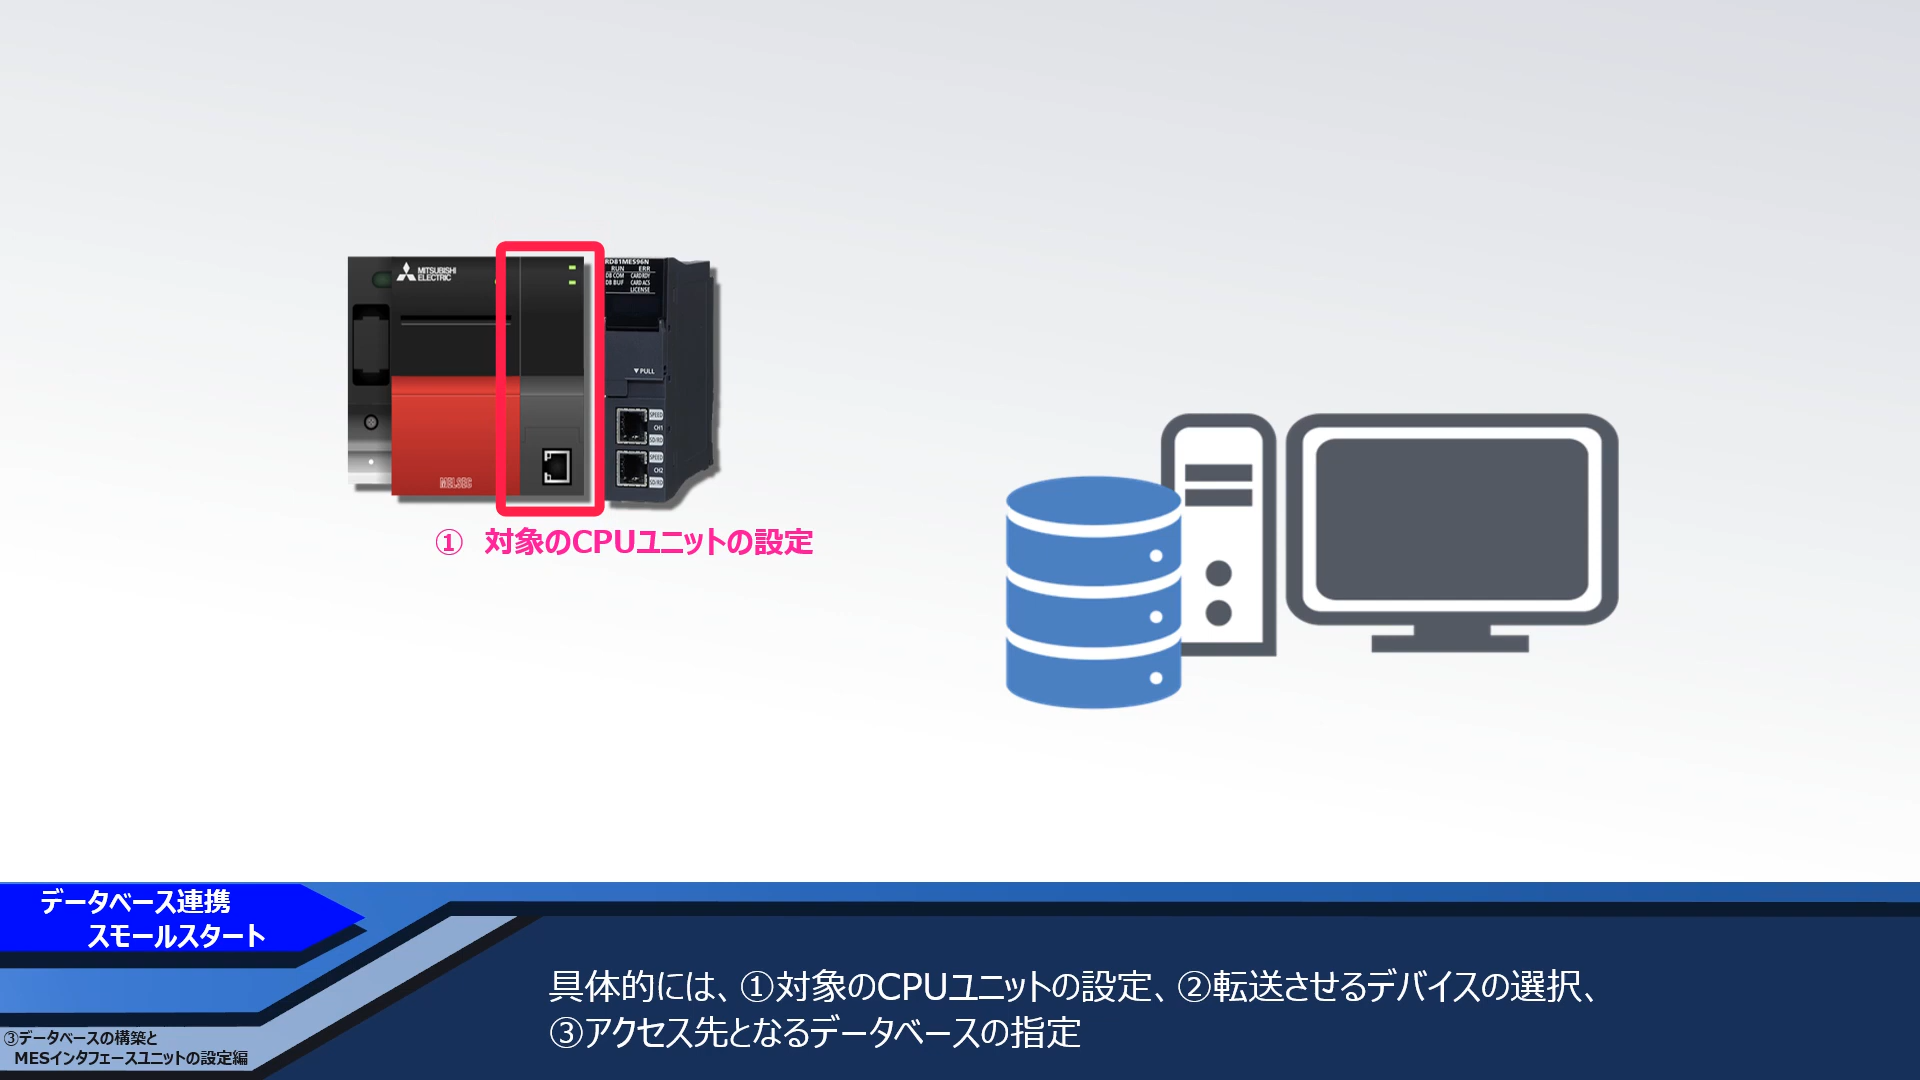 MITSUBISHI
ELECTRIC
RD81MES96N
RUN ERR
DB COM CARD RDY
DB BUF CARD ACS
LICENSE
▼PULL
SPEED
CH1
SD/RD
SPEED
CH2
SD/RD
MELSEC
① 対象のCPUユニットの設定
データベース連携
スモールスタート
③データベースの構築と
MESインタフェースユニットの設定編
具体的には、①対象のCPUユニットの設定、②転送させるデバイスの選択、
③アクセス先となるデータベースの指定